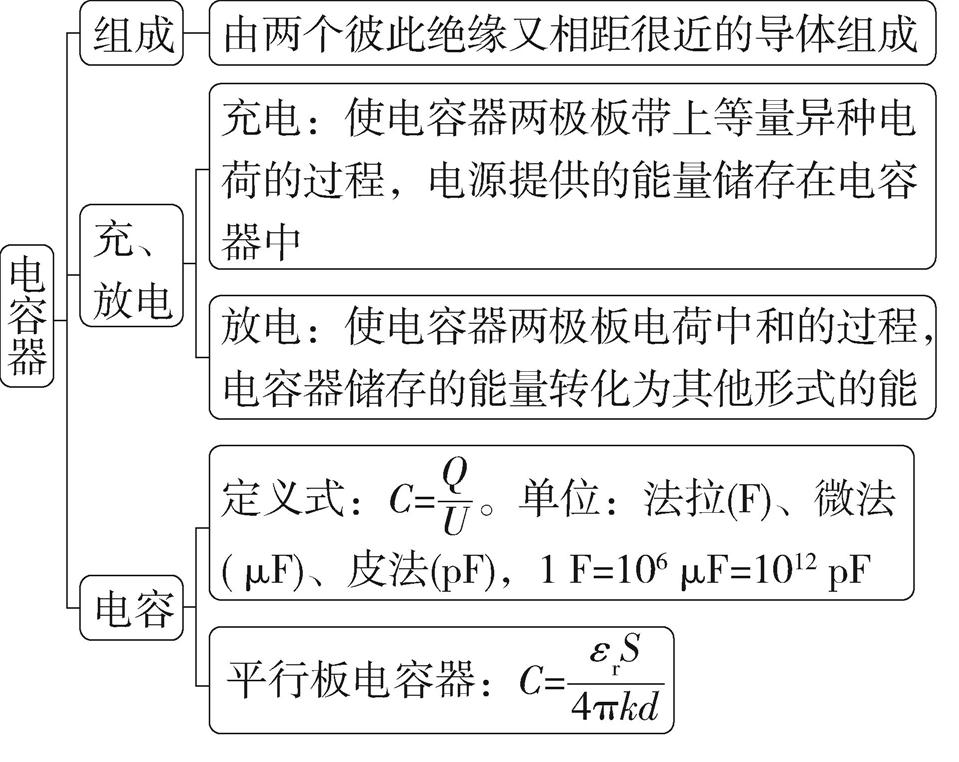 电容器
组成
由两个彼此绝缘又相距很近的导体组成
充、
放电
充电：使电容器两极板带上等量异种电
荷的过程，电源提供的能量储存在电容
器中
放电：使电容器两极板电荷中和的过程，
电容器储存的能量转化为其他形式的能
电容
定义式：C=Q/U。单位：法拉(F)、微法
(μF)、皮法(pF)，1 F=10⁶ μF=10¹² pF
平行板电容器：C=εᵣS/4πkd